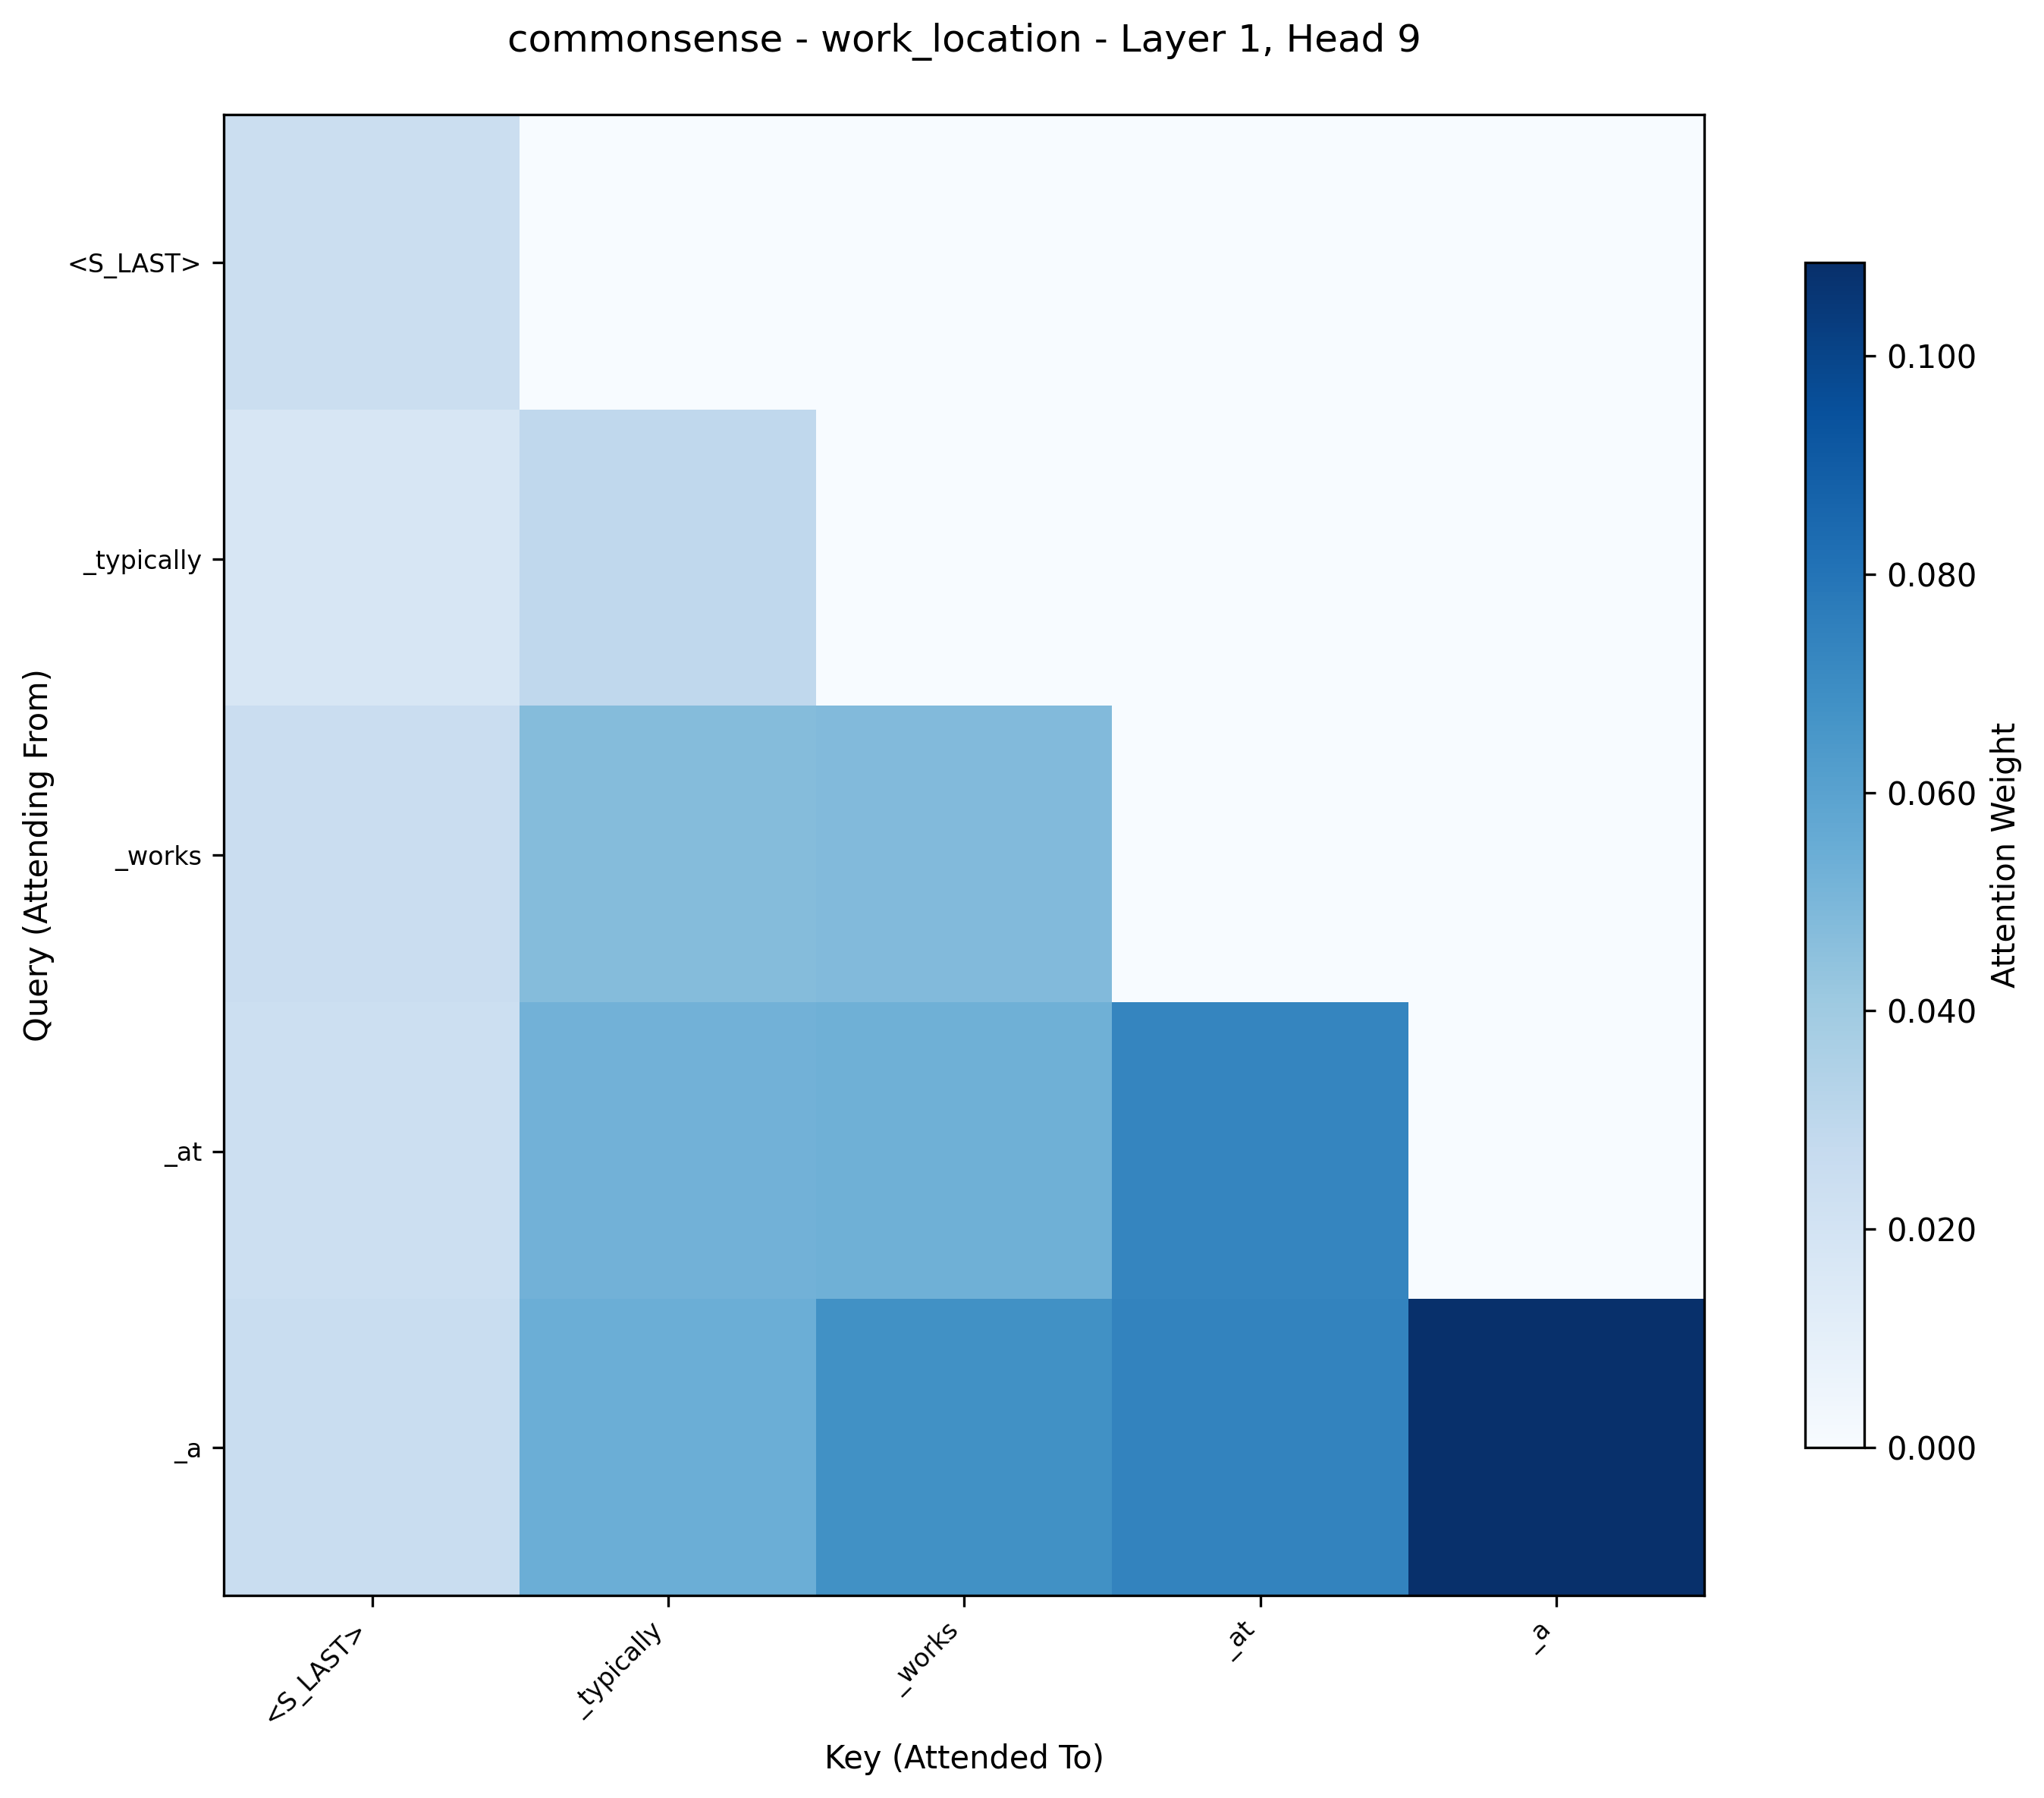 commonsense - work_location - Layer 1, Head 9
Query (Attending From)
<S_LAST>
_typically
_works
_at
_a
<S_LAST>
_typically
_works
_at
_a
Key (Attended To)
0.100
0.080
0.060
0.040
0.020
0.000
Attention Weight